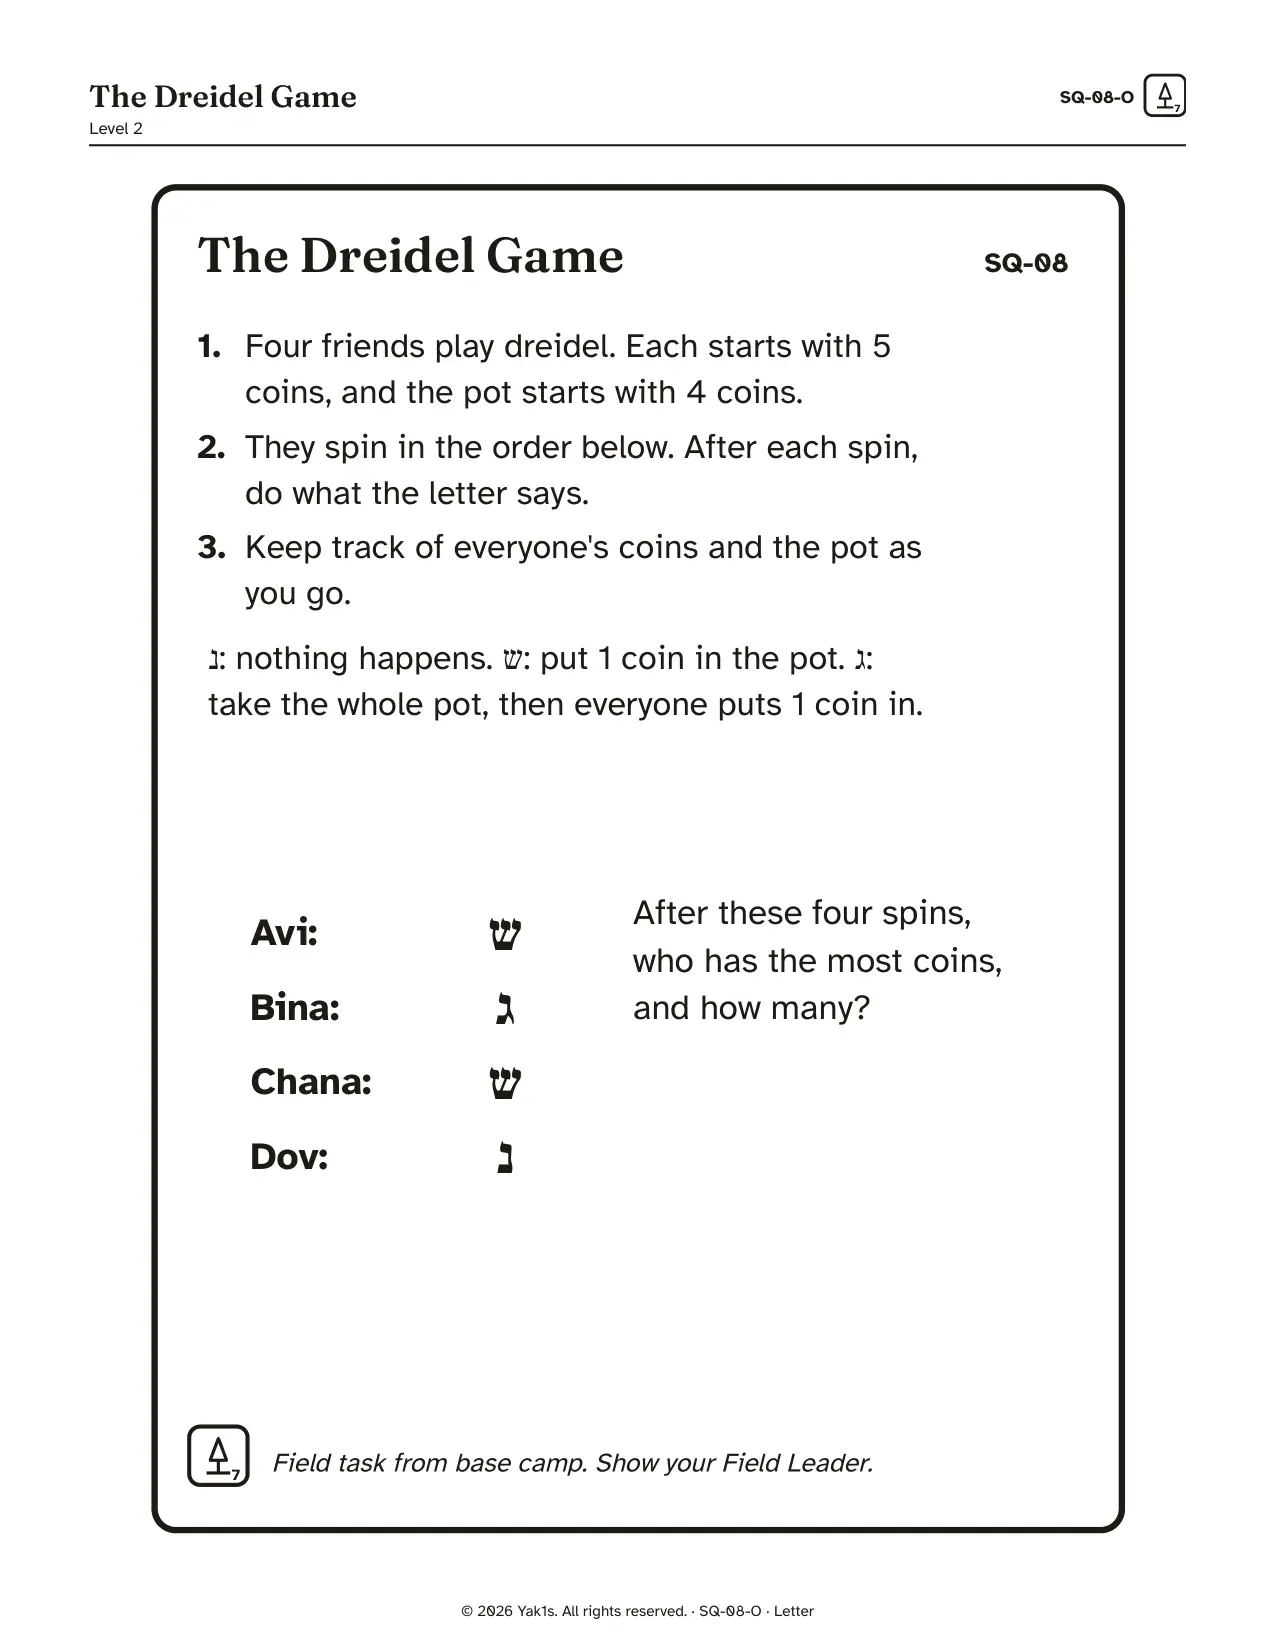 The Dreidel Game
Level 2
SQ-08-O
7
The Dreidel Game
SQ-08
1. Four friends play dreidel. Each starts with 5
coins, and the pot starts with 4 coins.
2. They spin in the order below. After each spin,
do what the letter says.
3. Keep track of everyone's coins and the pot as
you go.
נ: nothing happens. ש: put 1 coin in the pot. ג:
take the whole pot, then everyone puts 1 coin in.
Avi: ש
Bina: ג
Chana: ש
Dov: נ
After these four spins,
who has the most coins,
and how many?
7
Field task from base camp. Show your Field Leader.
© 2026 Yak1s. All rights reserved. · SQ-08-O · Letter